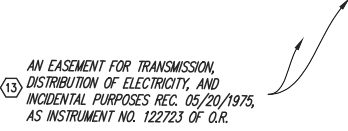 AN EASEMENT FOR TRANSMISSION,
13 DISTRIBUTION OF ELECTRICITY, AND
INCIDENTAL PURPOSES REC. 05/20/1975,
AS INSTRUMENT NO. 122723 OF O.R.